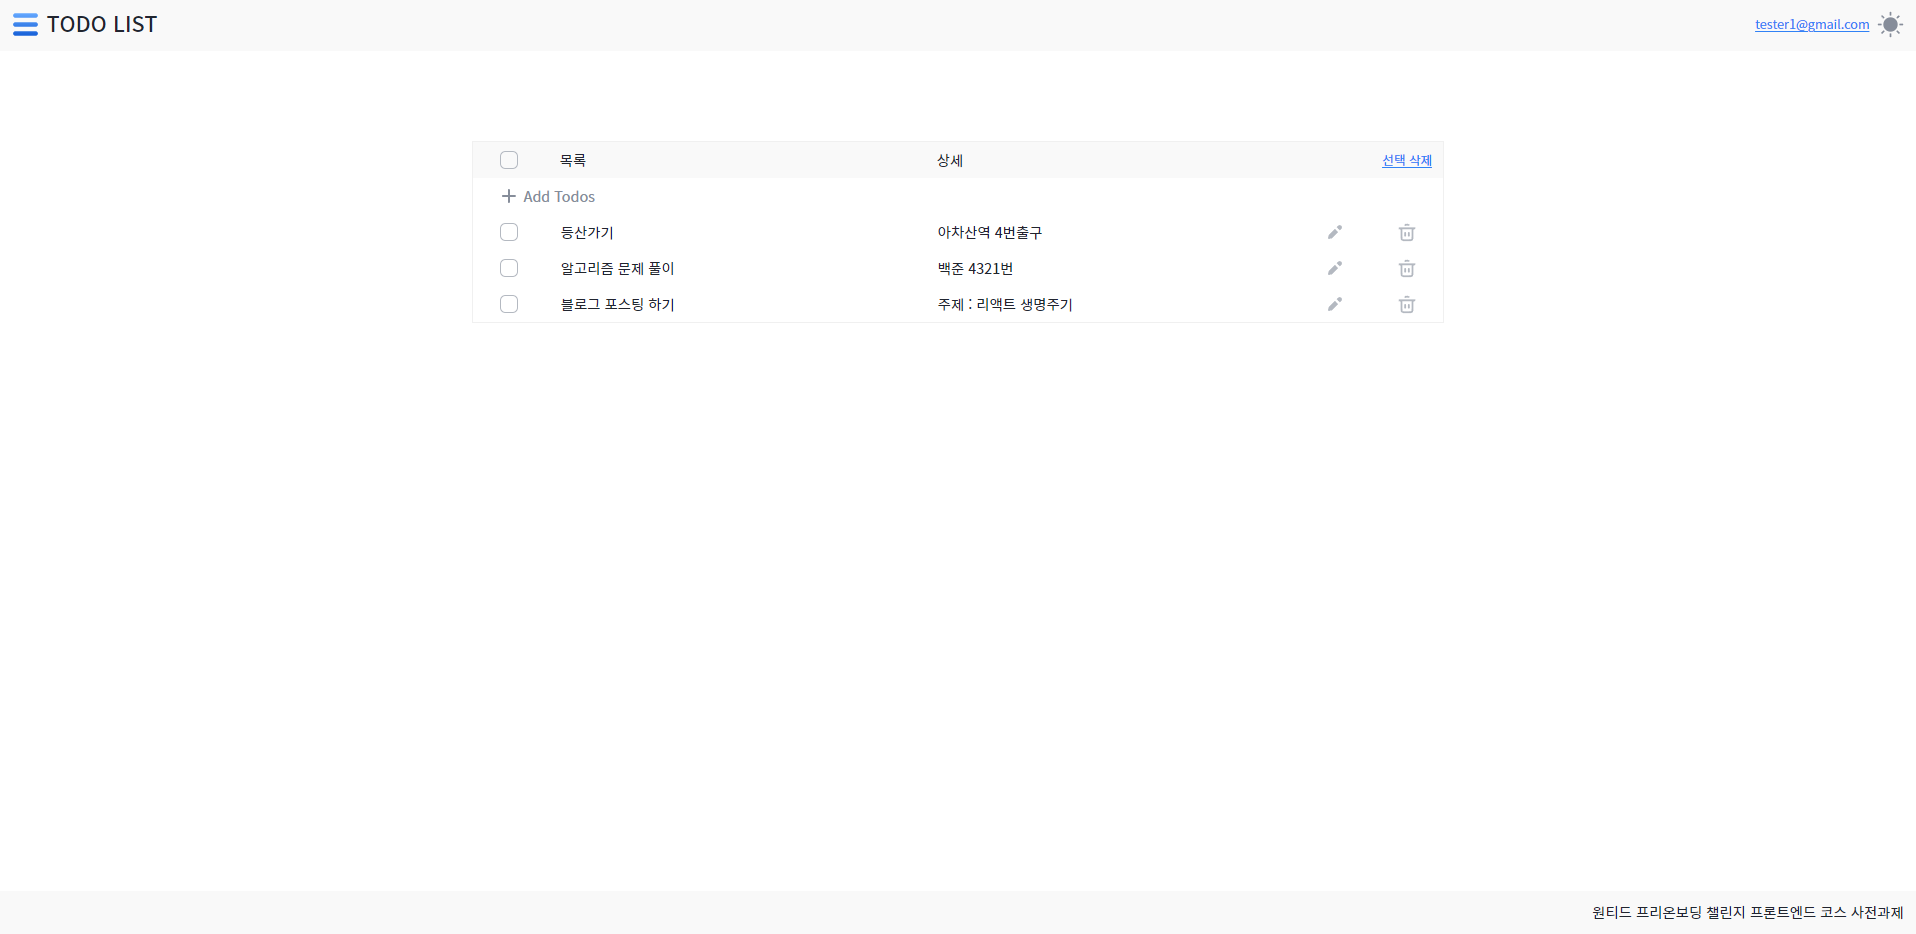 TODO LIST
tester1@gmail.com
목록 상세 선택 삭제
Add Todos
등산가기 아차산역 4번출구
알고리즘 문제 풀이 백준 4321번
블로그 포스팅 하기 주제 : 리액트 생명주기
원티드 프리온보딩 챌린지 프론트엔드 코스 사전과제